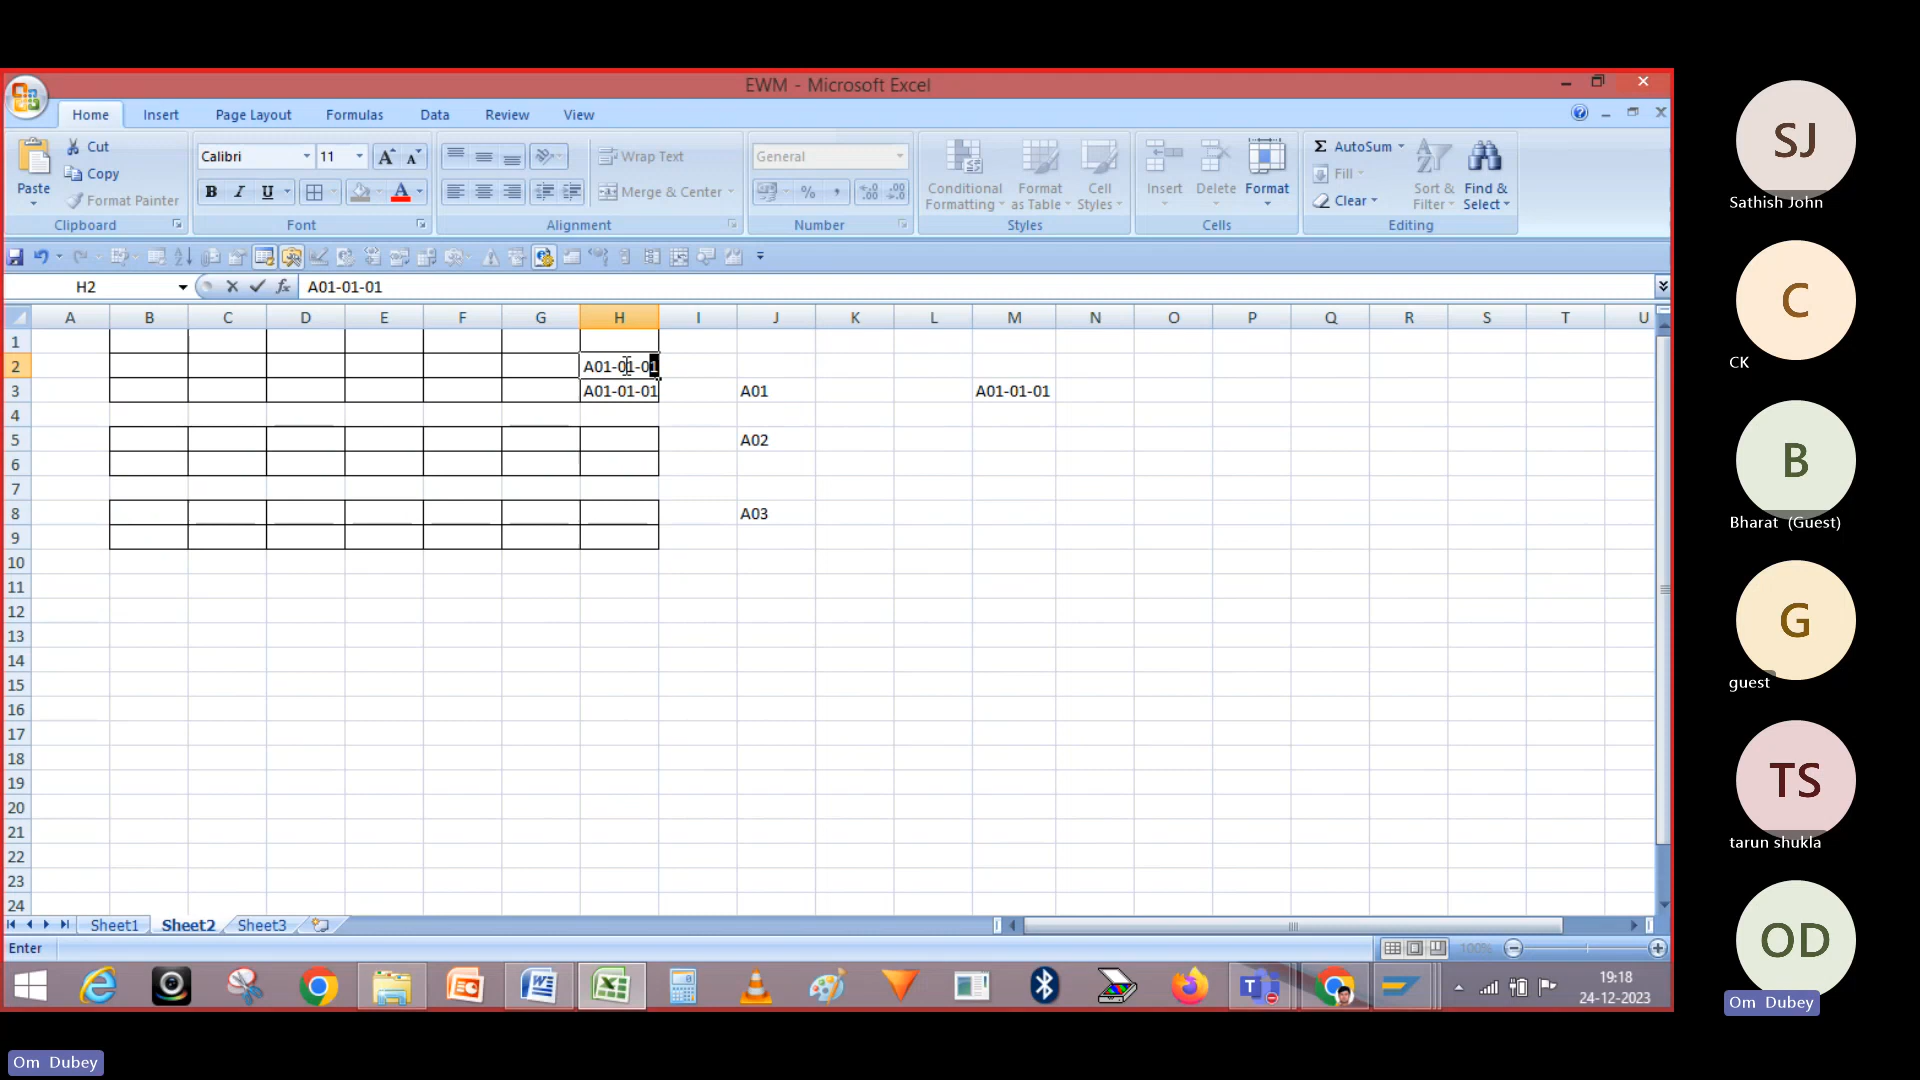 EWM - Microsoft Excel
Home Insert Page Layout Formulas Data Review View
Paste
Cut
Copy
Format Painter
Clipboard
Calibri 11 A A
B I U A
Font
Wrap Text
Merge & Center
Alignment
General
% ,
Number
Conditional Formatting
Format as Table
Cell Styles
Styles
Insert Delete Format
Cells
Σ AutoSum
Fill
Clear
Sort & Filter
Find & Select
Editing
H2 fx A01-01-01
A B C D E F G H I J K L M N O P Q R S T U
1
2 A01-01-01
3 A01-01-01 A01 A01-01-01
4
5 A02
6
7
8 A03
9
10
11
12
13
14
15
16
17
18
19
20
21
22
23
24
Sheet1 Sheet2 Sheet3
Enter 100%
19:18
24-12-2023
SJ
Sathish John
C
CK
B
Bharat (Guest)
G
guest
TS
tarun shukla
OD
Om Dubey
Om Dubey